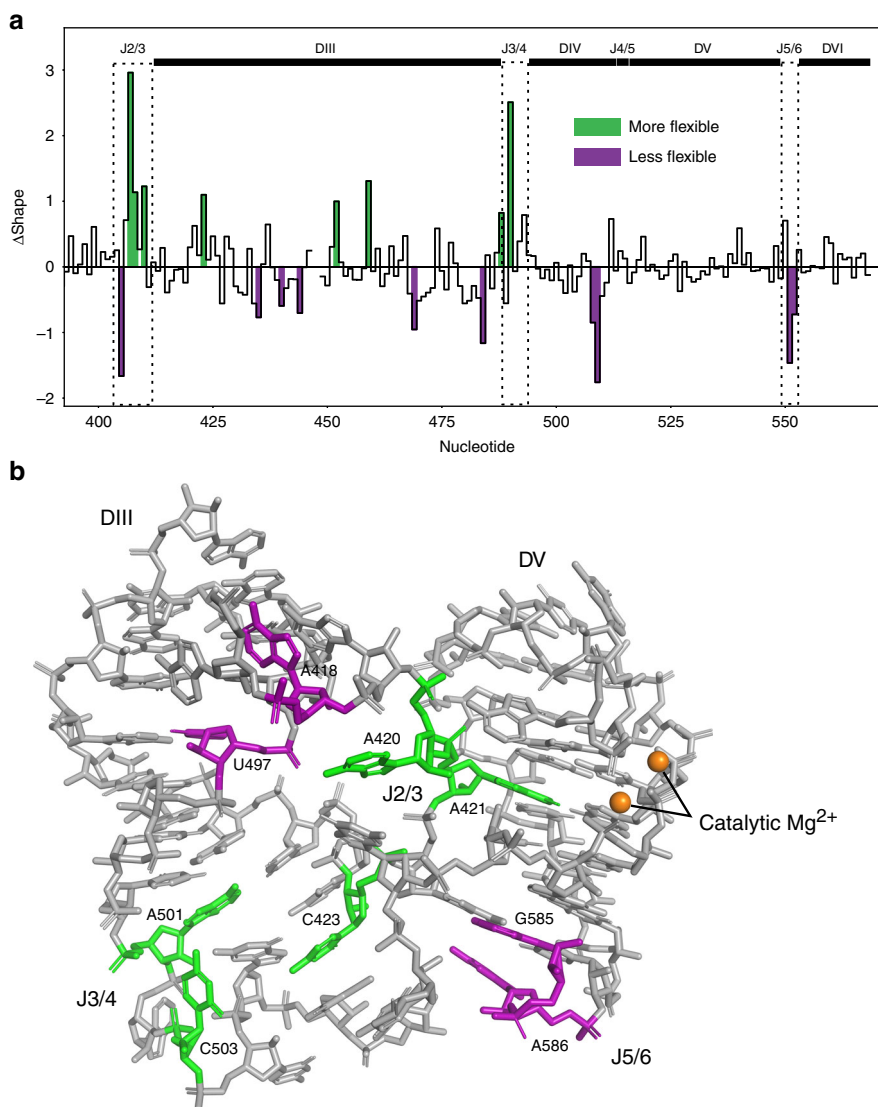 a
J2/3 DIII J3/4 DIV J4/5 DV J5/6 DVI
3
2
1
0
−1
−2
ΔShape
More flexible
Less flexible
400 425 450 475 500 525 550
Nucleotide
b
DIII
DV
A418
A420
U497
J2/3
A421
Catalytic Mg2+
A501
C423
G585
J3/4
C503
A586
J5/6